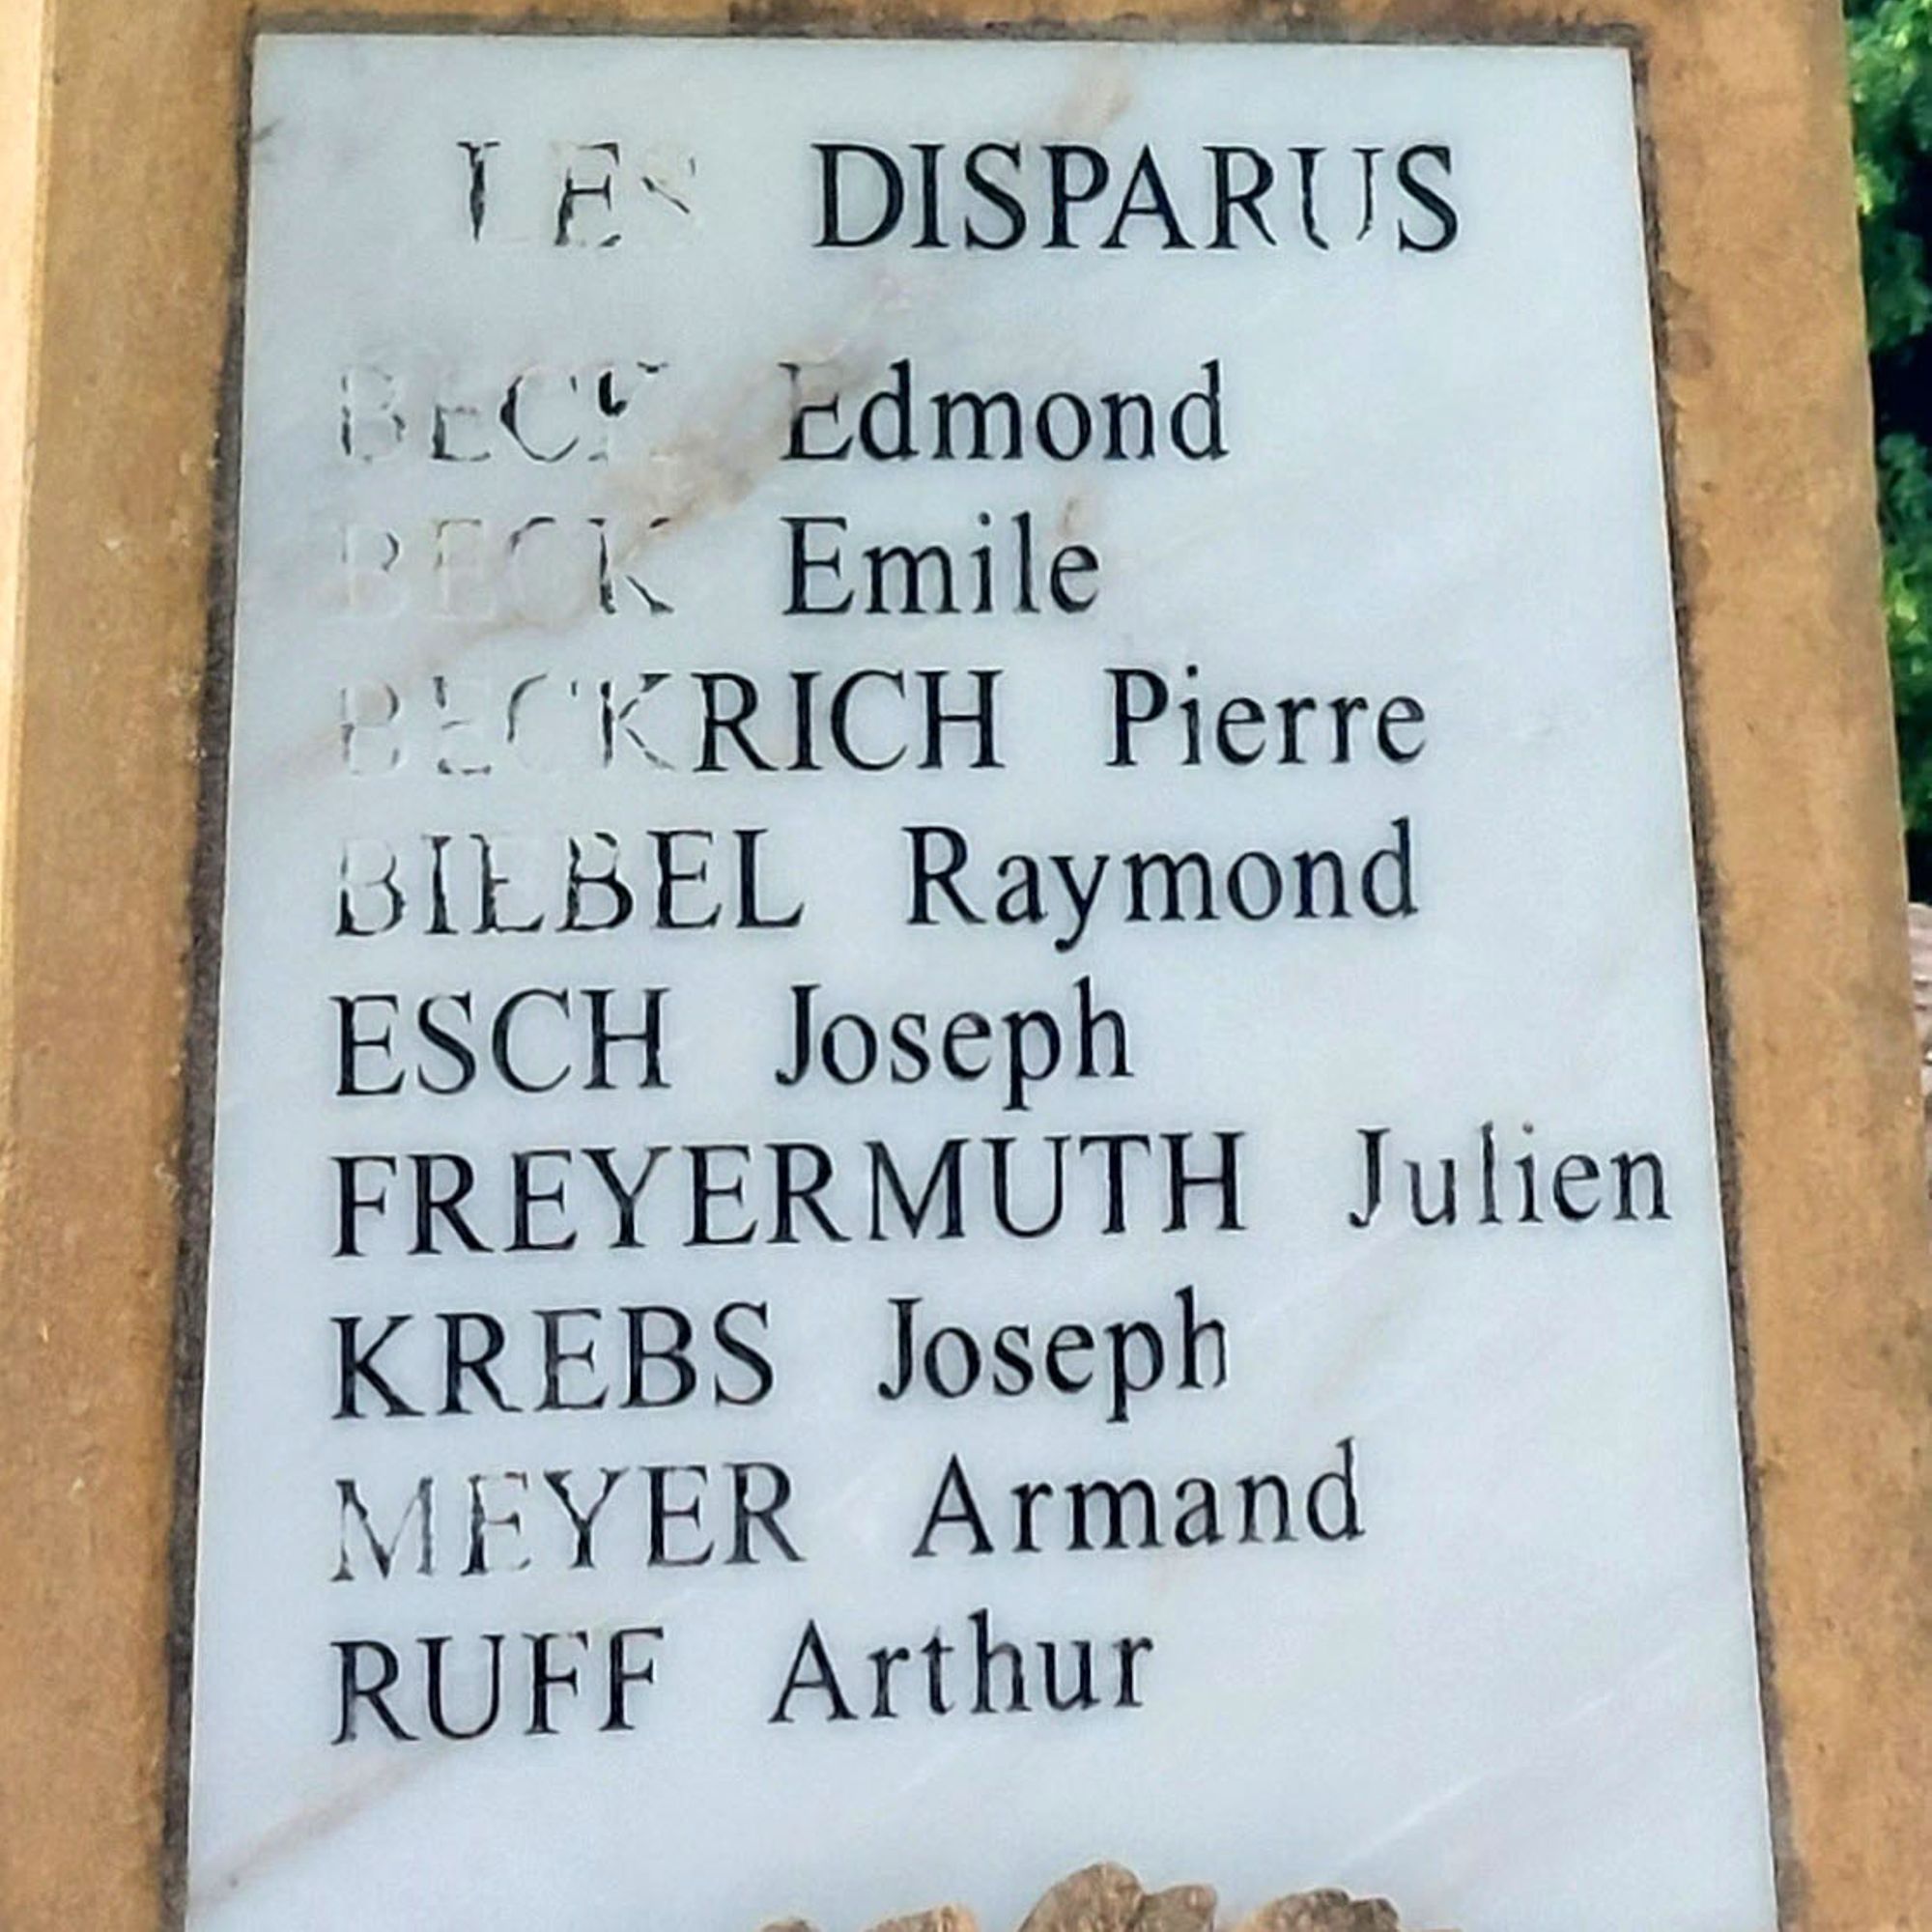 LES DISPARUS
BECK Edmond
BECK Emile
BECKRICH Pierre
BIEBEL Raymond
ESCH Joseph
FREYERMUTH Julien
KREBS Joseph
MEYER Armand
RUFF Arthur